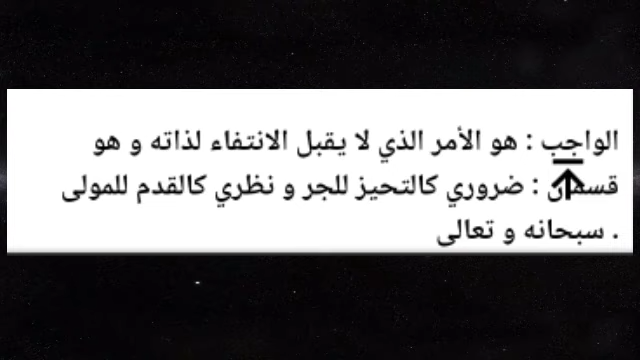 الواجب : هو الأمر الذي لا يقبل الانتفاء لذاته و هو
قسمان : ضروري كالتحيز للجر و نظري كالقدم للمولى
سبحانه و تعالى .